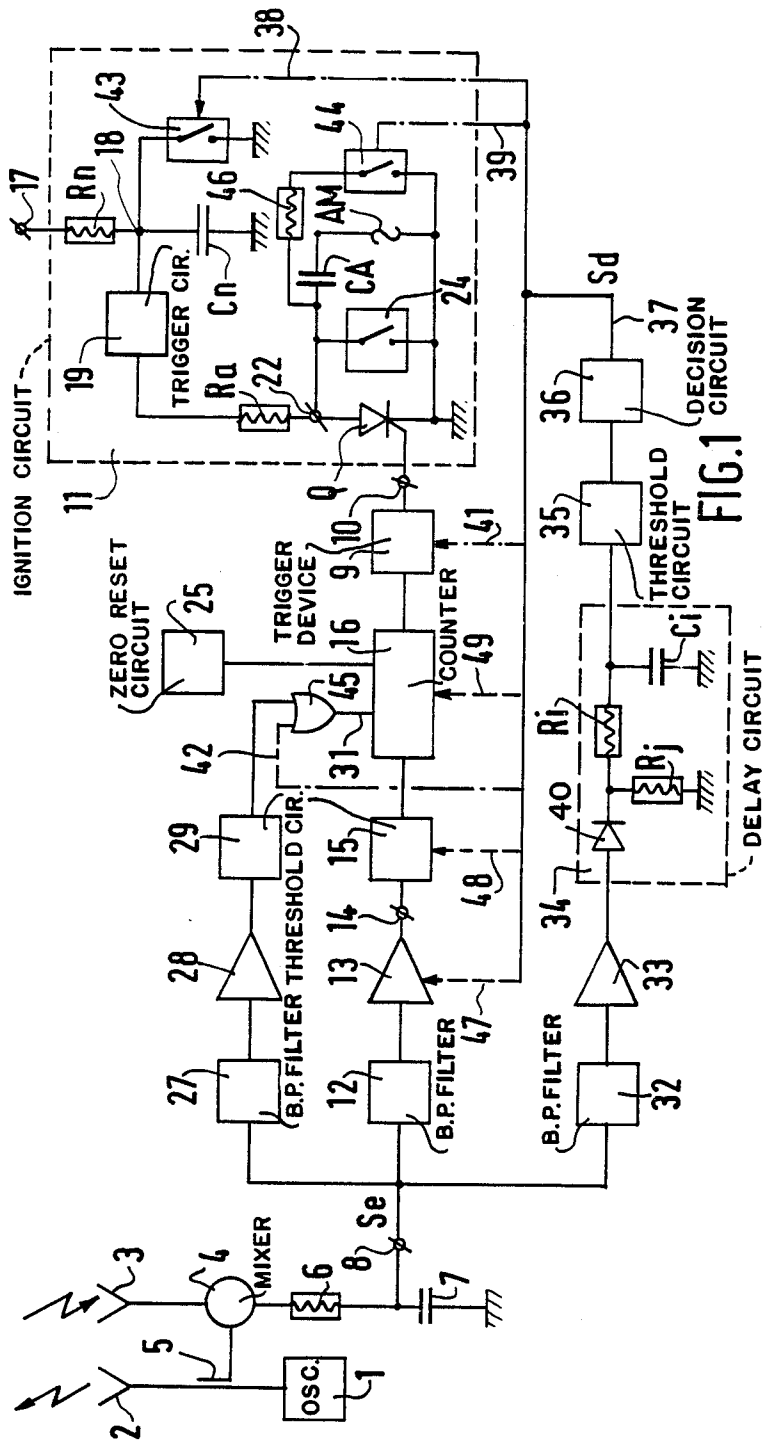 IGNITION CIRCUIT
11
17
Rn
18
43
38
19
TRIGGER CIR.
Cn
46
44
Ra
22
CA
AM
24
39
Q
10
ZERO RESET
CIRCUIT
25
TRIGGER
DEVICE
9
41
16
COUNTER
49
42
45
31
29
THRESHOLD CIR.
15
48
28
14
13
47
27
B.P. FILTER
12
B.P. FILTER
B.P. FILTER
32
33
34
40
Ri
Rj
Ci
DELAY CIRCUIT
35
THRESHOLD
CIRCUIT
36
DECISION
CIRCUIT
37
Sd
2
3
4
5
MIXER
6
7
8
Se
OSC.
1
FIG.1